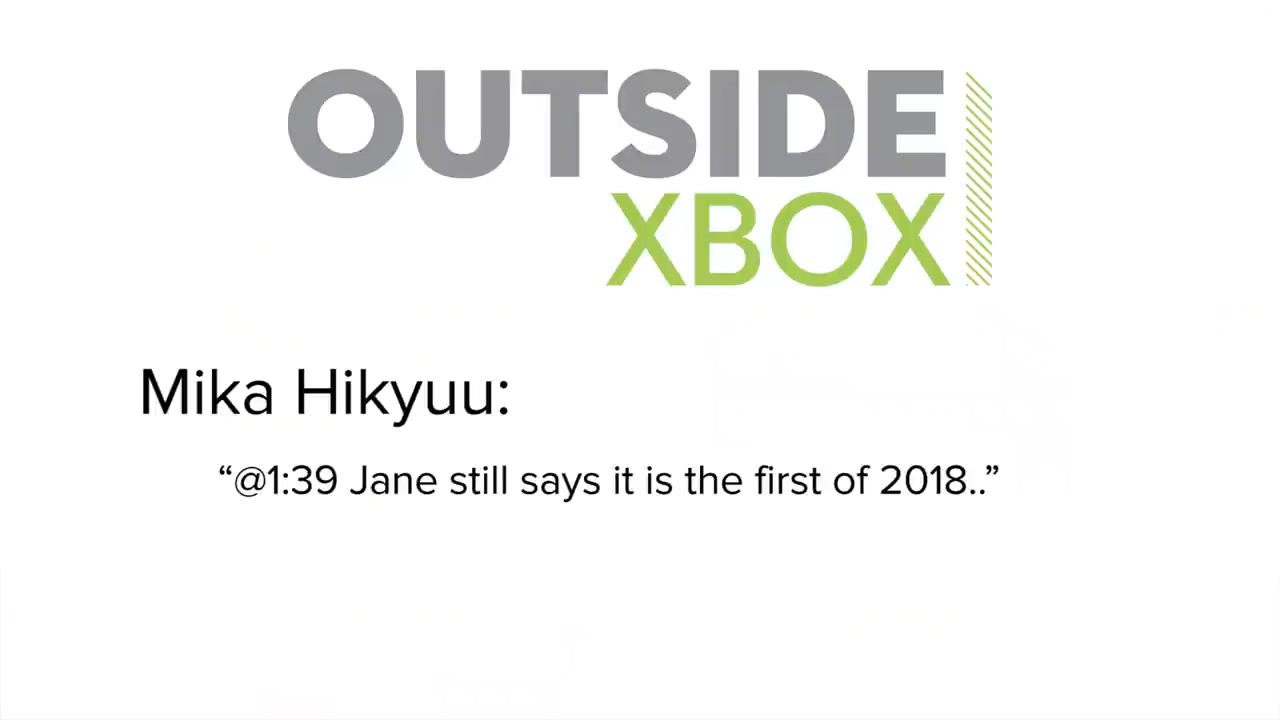 OUTSIDE
XBOX
Mika Hikyuu:
“@1:39 Jane still says it is the first of 2018..”